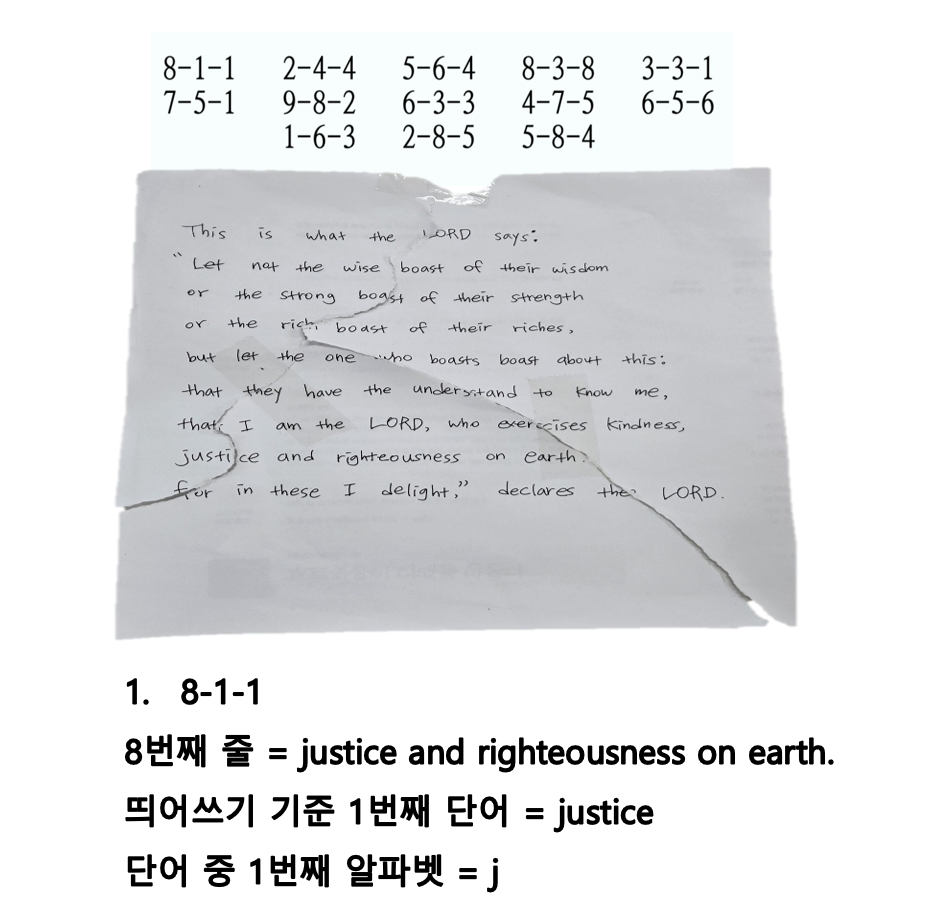 8-1-1 2-4-4 5-6-4 8-3-8 3-3-1
7-5-1 9-8-2 6-3-3 4-7-5 6-5-6
1-6-3 2-8-5 5-8-4
This is what the LORD says:
"Let not the wise boast of their wisdom
or the strong boast of their strength
or the rich boast of their riches,
but let the one who boasts boast about this:
that they have the understand to know me,
that I am the LORD, who exercises kindness,
justice and righteousness on earth.
for in these I delight," declares the LORD.
1. 8-1-1
8번째 줄 = justice and righteousness on earth.
띄어쓰기 기준 1번째 단어 = justice
단어 중 1번째 알파벳 = j